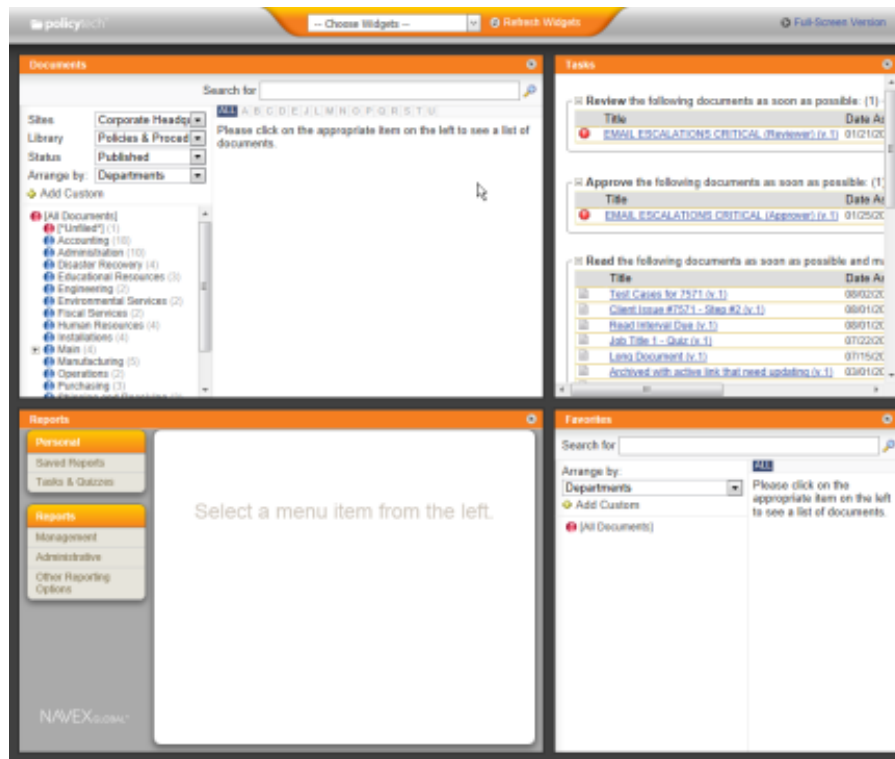 policytech
-- Choose Widgets --
Refresh Widgets
Full-Screen Version
Documents
Search for
Sites Corporate Headq
Library Policies & Proced
Status Published
Arrange by: Departments
Add Custom
ALL A B C D E J L M N O P Q R S T U
Please click on the appropriate item on the left to see a list of
documents.
[All Documents]
[*Unfiled*] (1)
Accounting (10)
Administration (10)
Disaster Recovery (4)
Educational Resources (3)
Engineering (2)
Environmental Services (2)
Fiscal Services (2)
Human Resources (4)
Installations (4)
Main (4)
Manufacturing (5)
Operations (2)
Purchasing (3)
Tasks
Review the following documents as soon as possible: (1)
Title Date As
EMAIL ESCALATIONS CRITICAL (Reviewer) (v.1) 01/21/20
Approve the following documents as soon as possible: (1)
Title Date As
EMAIL ESCALATIONS CRITICAL (Approver) (v.1) 01/25/20
Read the following documents as soon as possible and m
Title Date As
Test Cases for 7571 (v.1) 08/02/20
Client Issue #7571 - Step #2 (v.1) 08/01/20
Read Interval Due (v.1) 08/01/20
Job Title 1 - Quiz (v.1) 07/22/20
Long Document (v.1) 07/15/20
Archived with active link that need updating (v.1) 03/01/20
Reports
Personal
Saved Reports
Tasks & Quizzes
Reports
Management
Administrative
Other Reporting
Options
Select a menu item from the left.
NAVEX GLOBAL
Favorites
Search for
Arrange by:
Departments
Add Custom
[All Documents]
ALL
Please click on the
appropriate item on the left
to see a list of documents.